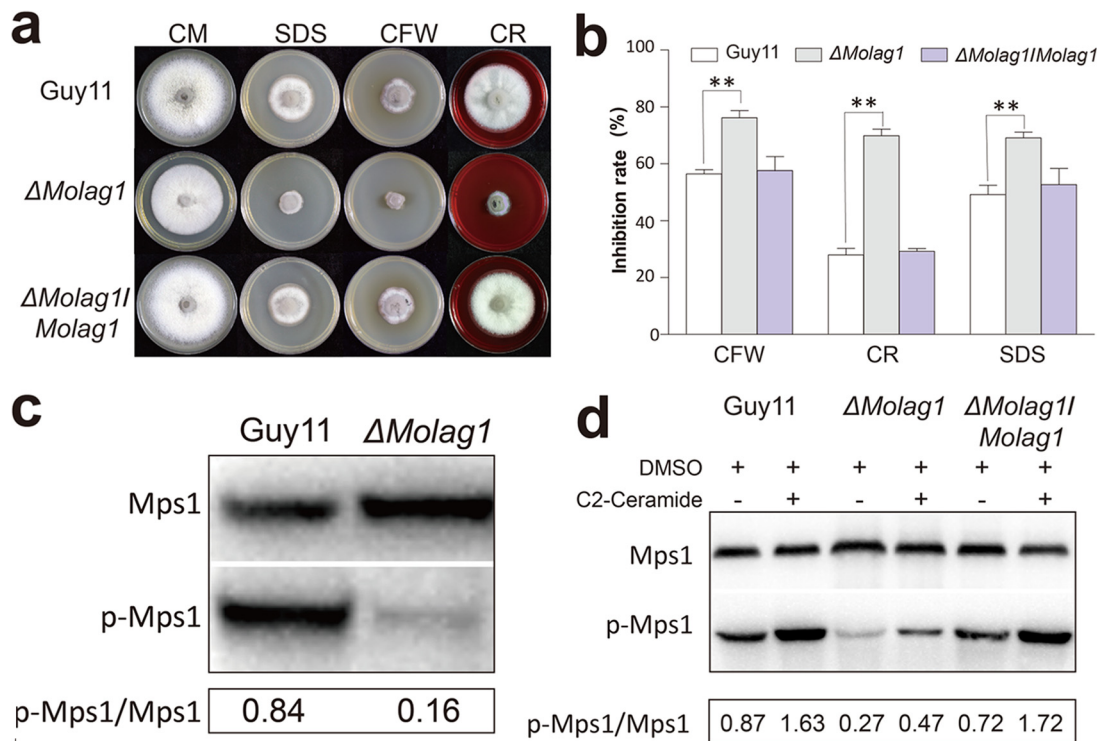 a
CM SDS CFW CR
Guy11
ΔMolag1
ΔMolag1/
Molag1
b
Guy11 ΔMolag1 ΔMolag1/Molag1
Inhibition rate (%)
100
80
60
40
20
0
** ** **
CFW CR SDS
c
Guy11 ΔMolag1
Mps1
p-Mps1
p-Mps1/Mps1 0.84 0.16
d
Guy11 ΔMolag1 ΔMolag1/
Molag1
DMSO + + + + + +
C2-Ceramide - + - + - +
Mps1
p-Mps1
p-Mps1/Mps1 0.87 1.63 0.27 0.47 0.72 1.72